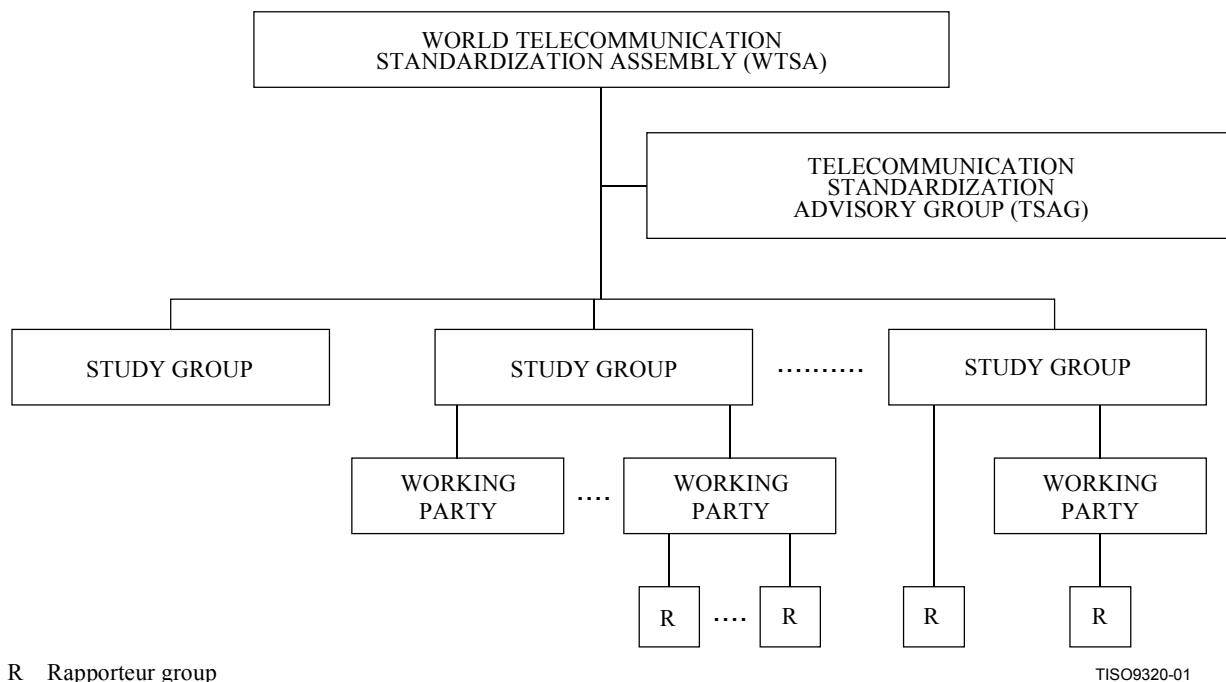 WORLD TELECOMMUNICATION
STANDARDIZATION ASSEMBLY (WTSA)
TELECOMMUNICATION
STANDARDIZATION
ADVISORY GROUP (TSAG)
STUDY GROUP
STUDY GROUP
..........
STUDY GROUP
WORKING
PARTY
....
WORKING
PARTY
WORKING
PARTY
R
....
R
R
R
R Rapporteur group
TISO9320-01